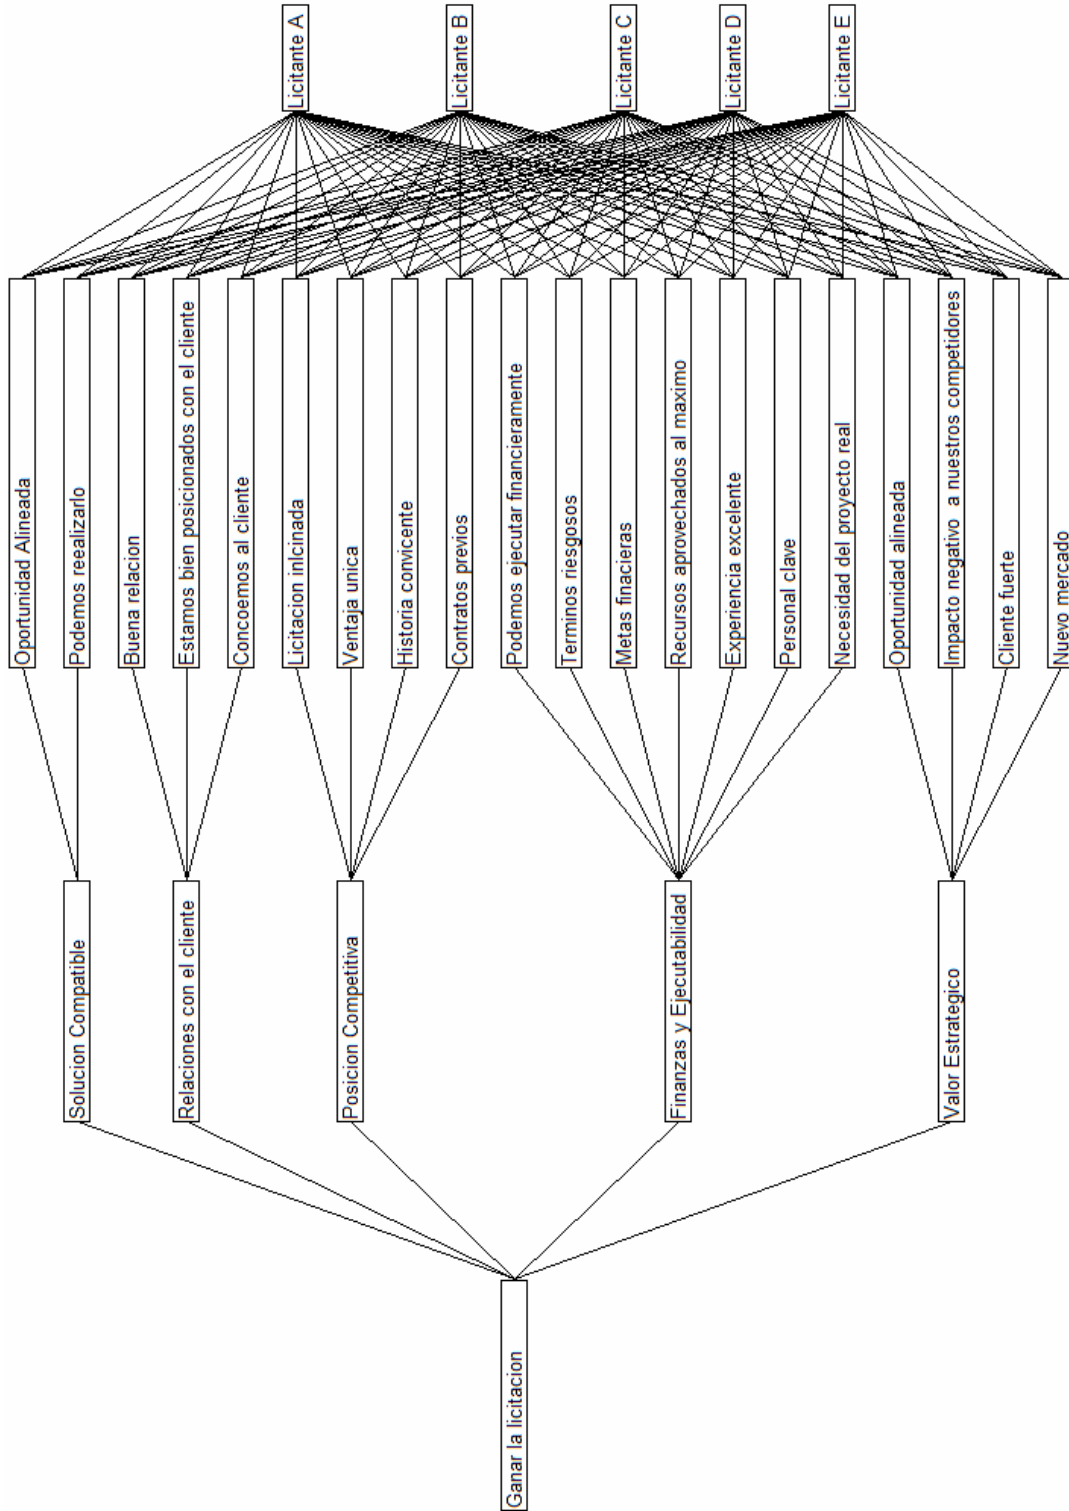 Ganar la licitacion
Solucion Compatible
Relaciones con el cliente
Posicion Competitiva
Finanzas y Ejecutabilidad
Valor Estrategico
Oportunidad Alineada
Podemos reealizarlo
Buena relacion
Estamos bien posicionados con el cliente
Concoemos al cliente
Licitacion inlcinada
Ventaja unica
Historia convicente
Contratos previos
Podemos ejecutar financieramente
Terminos riesgosos
Metas finacieras
Recursos aprovechados al maximo
Experiencia excelente
Personal clave
Necesidad del proyecto real
Oportunidad alineada
Impacto negativo  a nuestros competidores
Cliente fuerte
Nuevo mercado
Licitante A
Licitante B
Licitante C
Licitante D
Licitante E